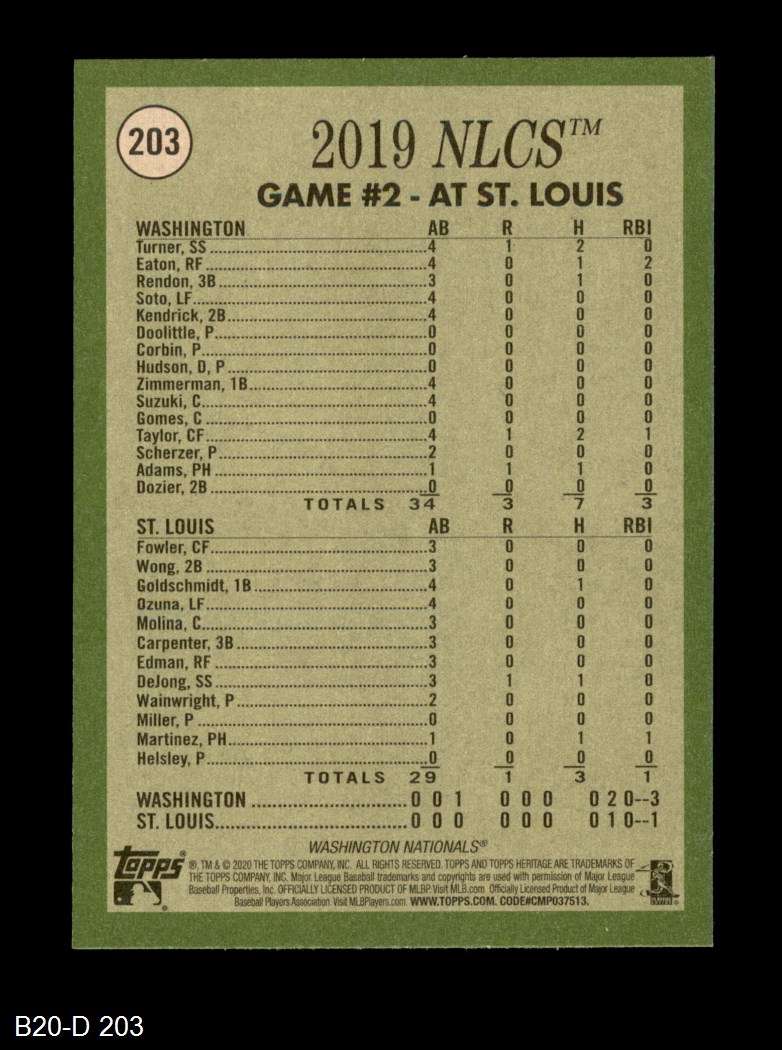 203
2019 NLCS™
GAME #2 - AT ST. LOUIS
WASHINGTON AB R H RBI
Turner, SS 4 1 2 0
Eaton, RF 4 0 1 2
Rendon, 3B 3 0 1 0
Soto, LF 4 0 0 0
Kendrick, 2B 4 0 0 0
Doolittle, P 0 0 0 0
Corbin, P 0 0 0 0
Hudson, D, P 0 0 0 0
Zimmerman, 1B 4 0 0 0
Suzuki, C 4 0 0 0
Gomes, C 0 0 0 0
Taylor, CF 4 1 2 1
Scherzer, P 2 0 0 0
Adams, PH 1 1 1 0
Dozier, 2B 0 0 0 0
TOTALS 34 3 7 3
ST. LOUIS AB R H RBI
Fowler, CF 3 0 0 0
Wong, 2B 3 0 0 0
Goldschmidt, 1B 4 0 1 0
Ozuna, LF 4 0 0 0
Molina, C 3 0 0 0
Carpenter, 3B 3 0 0 0
Edman, RF 3 0 0 0
DeJong, SS 3 1 1 0
Wainwright, P 2 0 0 0
Miller, P 0 0 0 0
Martinez, PH 1 0 1 1
Helsley, P 0 0 0 0
TOTALS 29 1 3 1
WASHINGTON 0 0 1 0 0 0 0 2 0--3
ST. LOUIS 0 0 0 0 0 0 0 1 0--1
WASHINGTON NATIONALS®
Topps ®, TM & © 2020 THE TOPPS COMPANY, INC. ALL RIGHTS RESERVED. TOPPS AND TOPPS HERITAGE ARE TRADEMARKS OF
THE TOPPS COMPANY, INC. Major League Baseball trademarks and copyrights are used with permission of Major League
Baseball Properties, Inc. OFFICIALLY LICENSED PRODUCT OF MLBP. Visit MLB.com Officially Licensed Product of Major League
Baseball Players Association. Visit MLBPlayers.com. WWW.TOPPS.COM. CODE#CMP037513.
B20-D 203